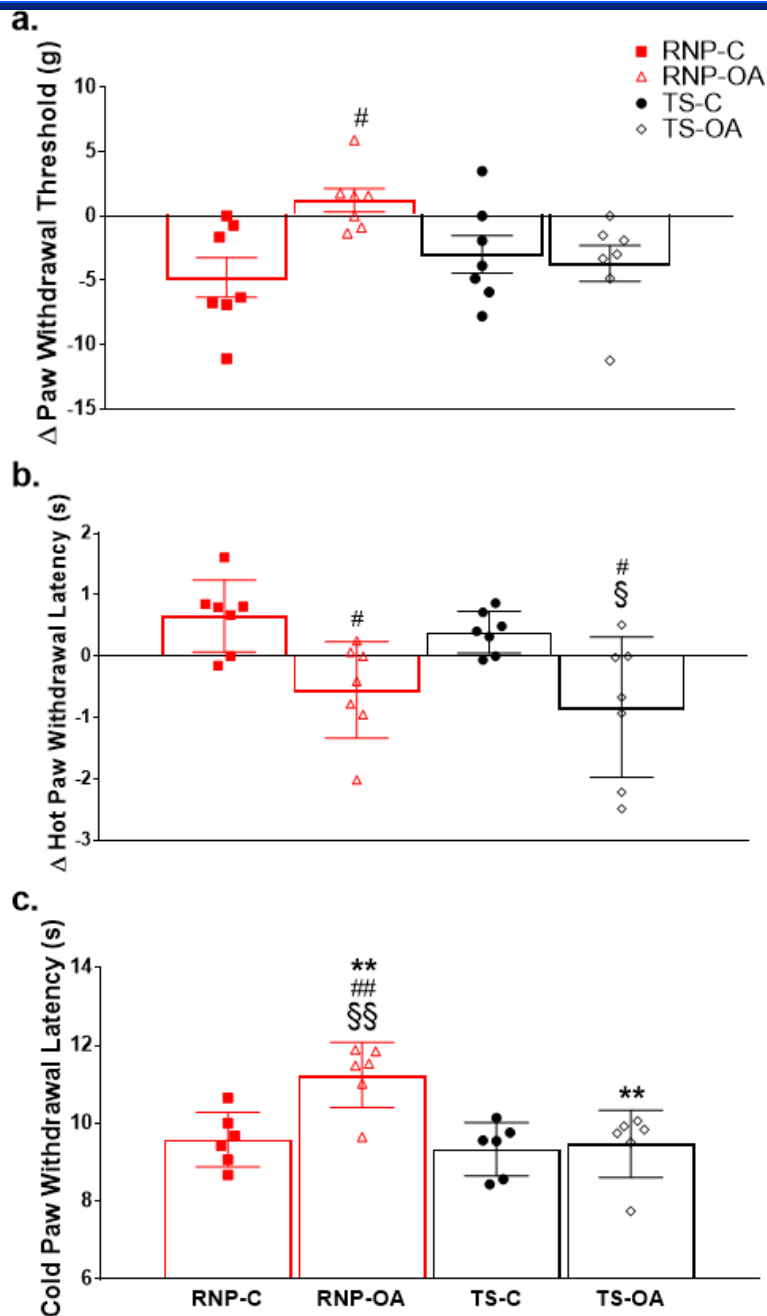 a.
RNP-C
RNP-OA
TS-C
TS-OA
Δ Paw Withdrawal Threshold (g)
10
5
0
-5
-10
-15
#
b.
Δ Hot Paw Withdrawal Latency (s)
2
1
0
-1
-2
-3
#
#
§
c.
Cold Paw Withdrawal Latency (s)
14
12
10
8
6
**
##
§§
**
RNP-C RNP-OA TS-C TS-OA